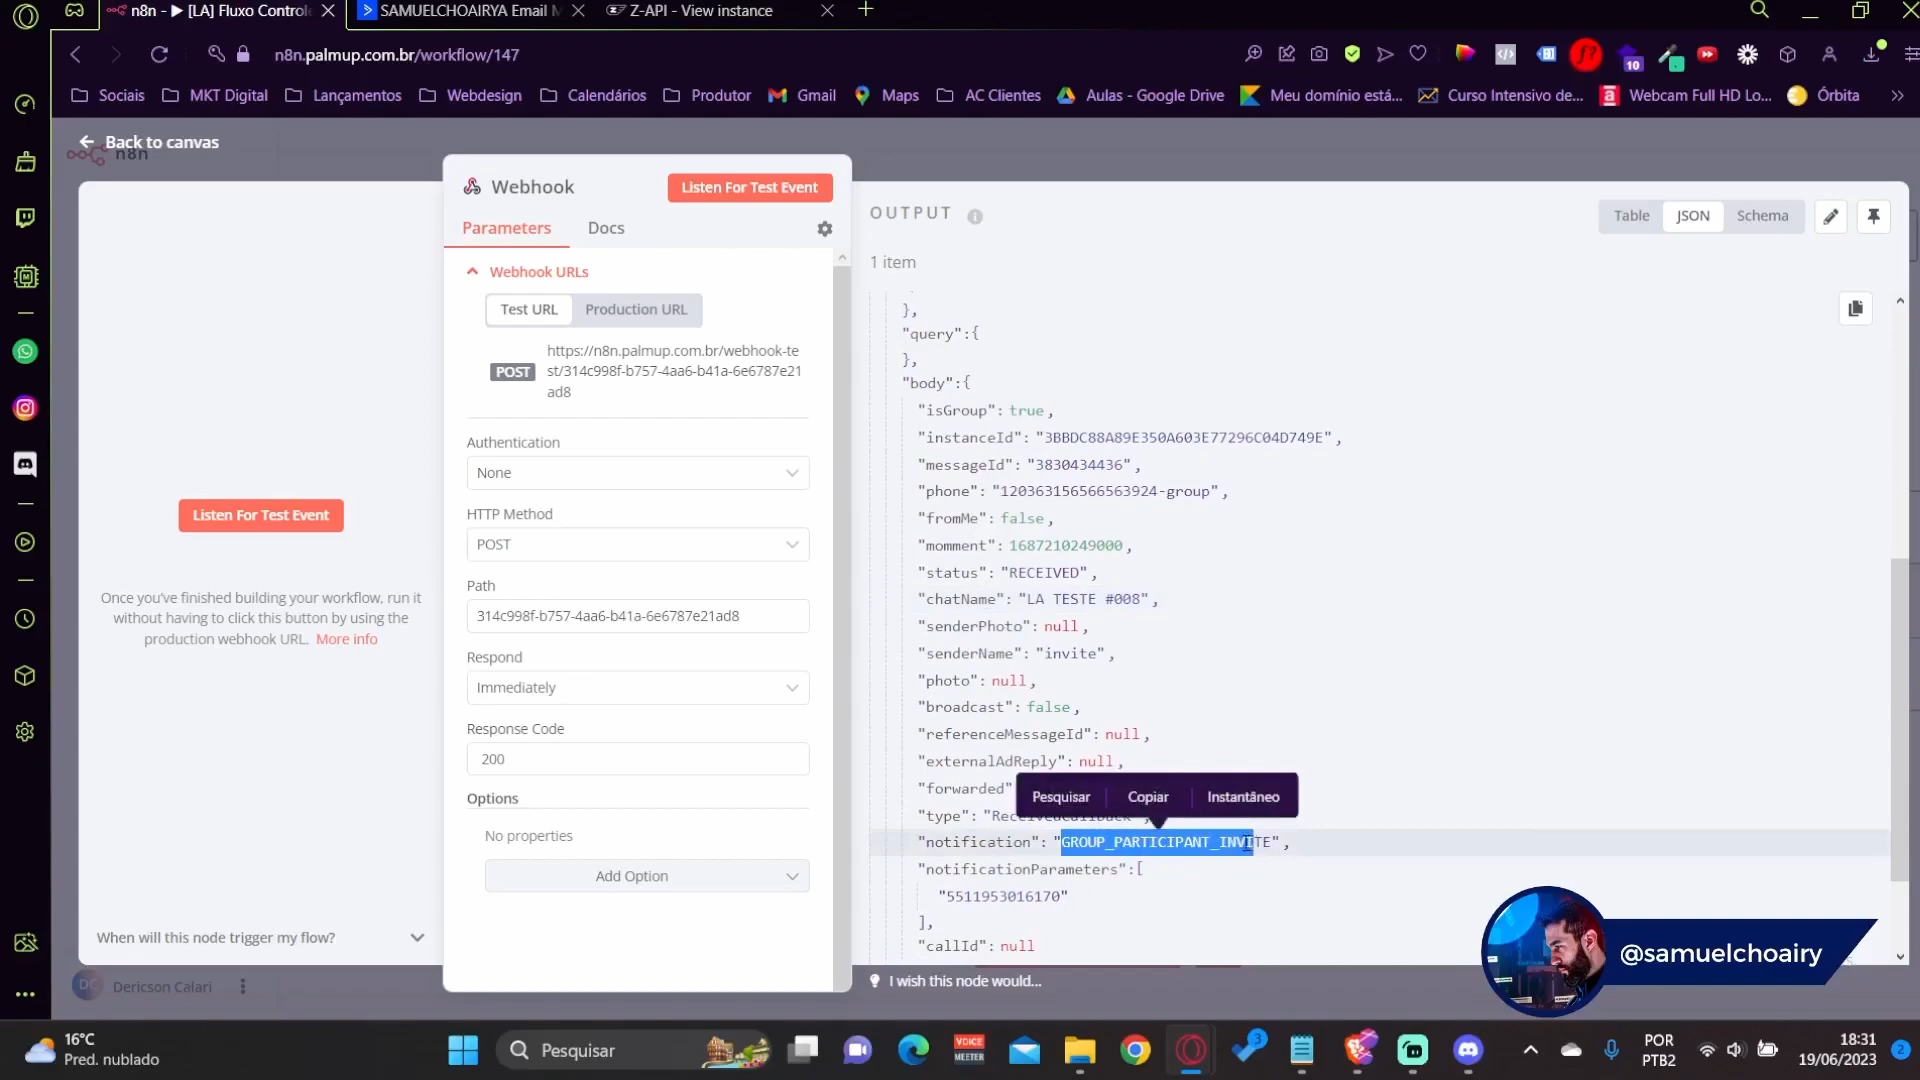 n8n - ▶ [LA] Fluxo Control
SAMUELCHOAIRYA Email M
Z-API - View instance
n8n.palmup.com.br/workflow/147
10
Sociais
MKT Digital
Lançamentos
Webdesign
Calendários
Produtor
Gmail
Maps
AC Clientes
Aulas - Google Drive
Meu domínio está...
Curso Intensivo de...
Webcam Full HD Lo...
Órbita
Back to canvas
n8n
Listen For Test Event
Once you've finished building your workflow, run it
without having to click this button by using the
production webhook URL. More info
When will this node trigger my flow?
DC Dericson Calari
Webhook
Listen For Test Event
Parameters
Docs
Webhook URLs
Test URL
Production URL
POST
https://n8n.palmup.com.br/webhook-te
st/314c998f-b757-4aa6-b41a-6e6787e21
ad8
Authentication
None
HTTP Method
POST
Path
314c998f-b757-4aa6-b41a-6e6787e21ad8
Respond
Immediately
Response Code
200
Options
No properties
Add Option
OUTPUT
Table
JSON
Schema
1 item
},
"query":{
},
"body":{
"isGroup": true,
"instanceId": "3BBDC88A89E350A603E77296C04D749E",
"messageId": "3830434436",
"phone": "120363156566563924-group",
"fromMe": false,
"momment": 1687210249000,
"status": "RECEIVED",
"chatName": "LA TESTE #008",
"senderPhoto": null,
"senderName": "invite",
"photo": null,
"broadcast": false,
"referenceMessageId": null,
"externalAdReply": null,
"forwarded"
Pesquisar
Copiar
Instantâneo
"type": "ReceivedCallback",
"notification": "GROUP_PARTICIPANT_INVITE",
"notificationParameters":[
"5511953016170"
],
"callId": null
I wish this node would...
@samuelchoairy
16°C
Pred. nublado
Pesquisar
VOICE
MEETER
3
POR
PTB2
18:31
19/06/2023
2